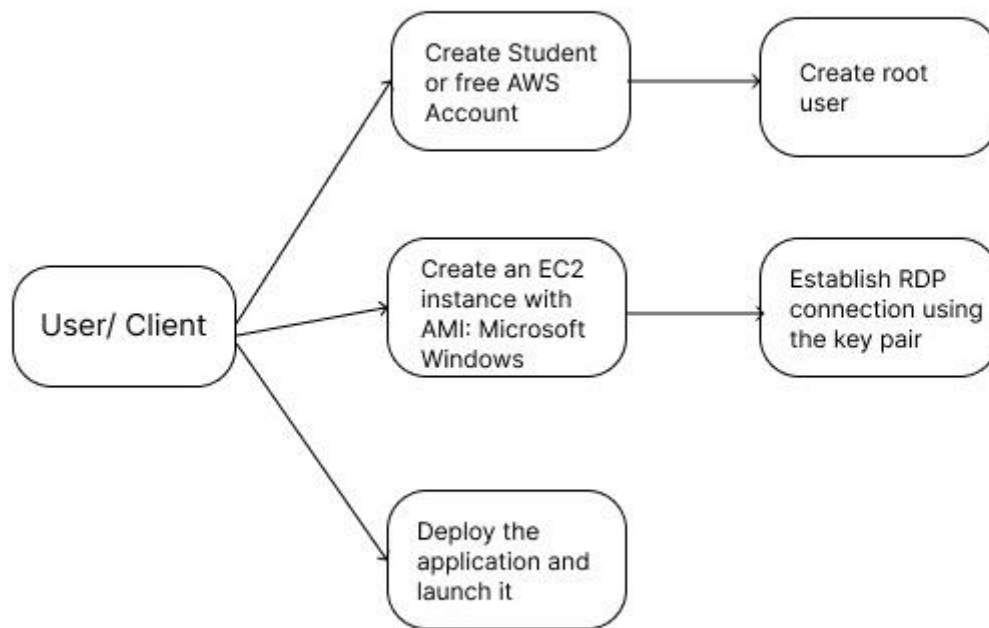 Create Student
or free AWS
Account
Create root
user
User/ Client
Create an EC2
instance with
AMI: Microsoft
Windows
Establish RDP
connection using
the key pair
Deploy the
application and
launch it